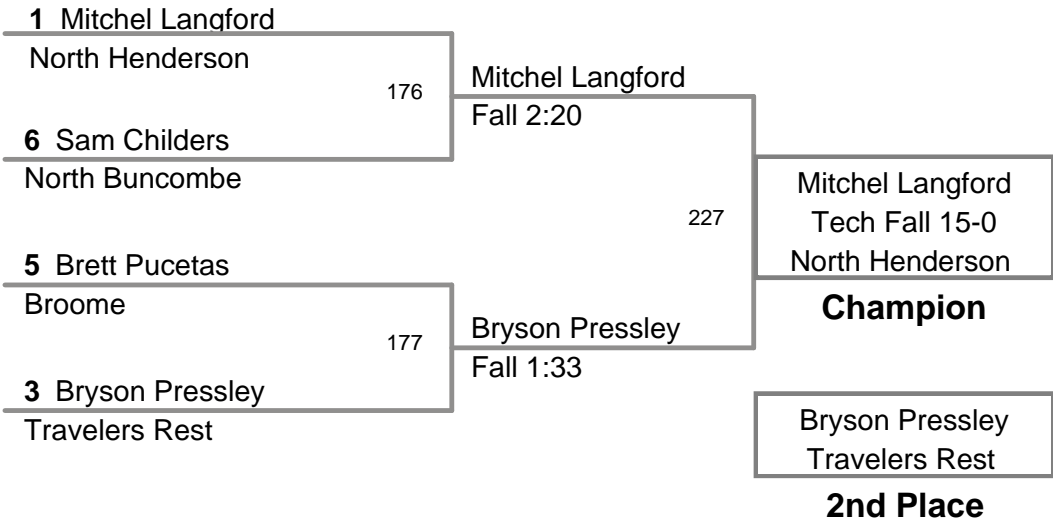 1 Mitchel Langford
North Henderson
176
6 Sam Childers
North Buncombe
Mitchel Langford
Fall 2:20
5 Brett Pucetas
Broome
177
3 Bryson Pressley
Travelers Rest
Bryson Pressley
Fall 1:33
227
Mitchel Langford
Tech Fall 15-0
North Henderson
Champion
Bryson Pressley
Travelers Rest
2nd Place